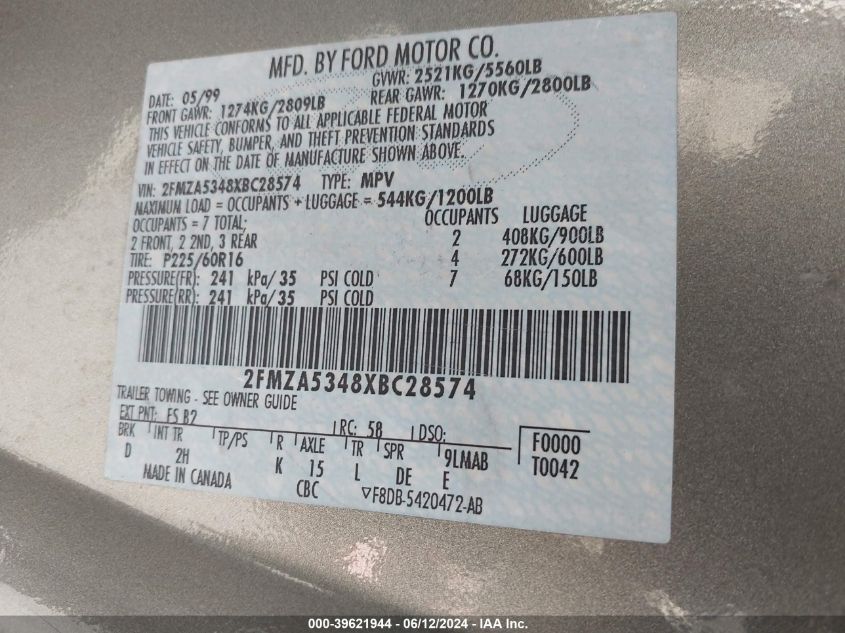 MFD. BY FORD MOTOR CO.
DATE: 05/99 GVWR: 2521KG/5560LB
FRONT GAWR: 1274KG/2809LB REAR GAWR: 1270KG/2800LB
THIS VEHICLE CONFORMS TO ALL APPLICABLE FEDERAL MOTOR
VEHICLE SAFETY, BUMPER, AND THEFT PREVENTION STANDARDS
IN EFFECT ON THE DATE OF MANUFACTURE SHOWN ABOVE.
VIN: 2FMZA5348XBC28574 TYPE: MPV
MAXIMUM LOAD = OCCUPANTS + LUGGAGE = 544KG/1200LB
OCCUPANTS = 7 TOTAL; OCCUPANTS LUGGAGE
2 FRONT, 2 2ND, 3 REAR 2 408KG/900LB
TIRE: P225/60R16 4 272KG/600LB
PRESSURE(FR): 241 kPa/35 PSI COLD 7 68KG/150LB
PRESSURE(RR): 241 kPa/35 PSI COLD
2FMZA5348XBC28574
TRAILER TOWING - SEE OWNER GUIDE
EXT PNT: FS B2 RC: 58 DSO: F0000
BRK INT TR TP/PS R AXLE TR SPR 9LMAB T0042
D 2H K 15 L DE E
MADE IN CANADA CBC ▽F8DB-5420472-AB
000-39621944 - 06/12/2024 - IAA Inc.